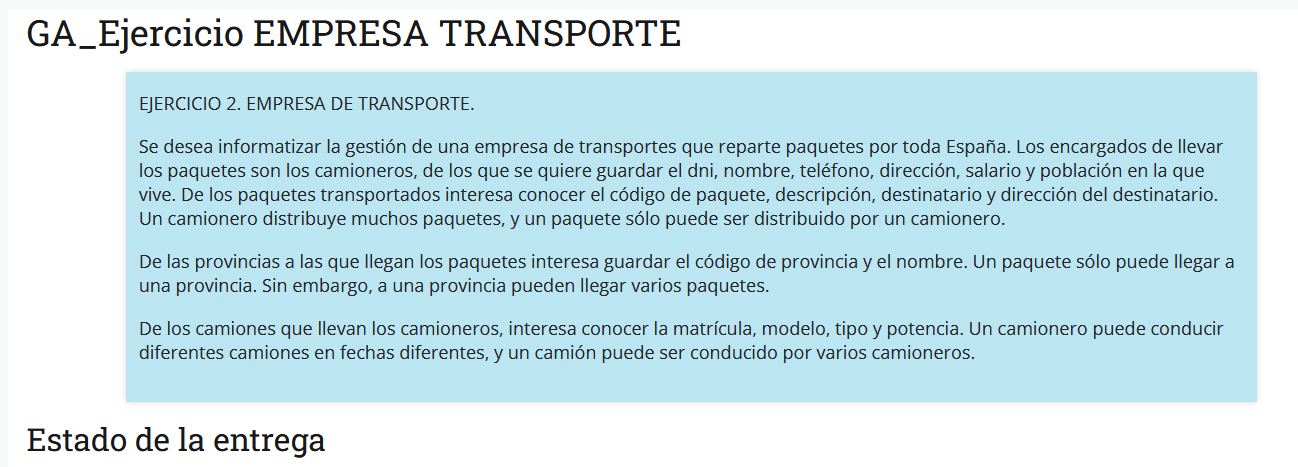 GA_Ejercicio EMPRESA TRANSPORTE
EJERCICIO 2. EMPRESA DE TRANSPORTE.
Se desea informatizar la gestión de una empresa de transportes que reparte paquetes por toda España. Los encargados de llevar
los paquetes son los camioneros, de los que se quiere guardar el dni, nombre, teléfono, dirección, salario y población en la que
vive. De los paquetes transportados interesa conocer el código de paquete, descripción, destinatario y dirección del destinatario.
Un camionero distribuye muchos paquetes, y un paquete sólo puede ser distribuido por un camionero.
De las provincias a las que llegan los paquetes interesa guardar el código de provincia y el nombre. Un paquete sólo puede llegar a
una provincia. Sin embargo, a una provincia pueden llegar varios paquetes.
De los camiones que llevan los camioneros, interesa conocer la matrícula, modelo, tipo y potencia. Un camionero puede conducir
diferentes camiones en fechas diferentes, y un camión puede ser conducido por varios camioneros.
Estado de la entrega